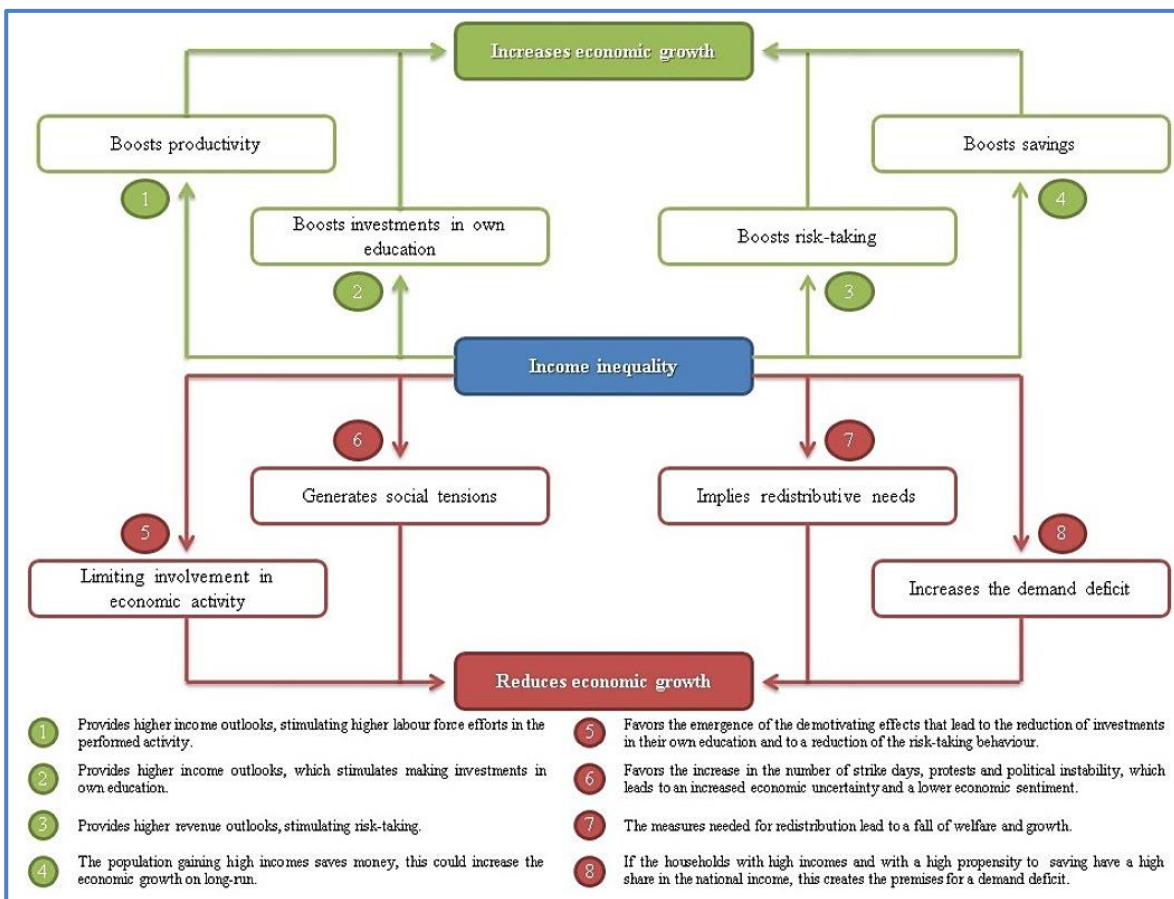 Increases economic growth
Boosts productivity
Boosts savings
1
4
Boosts investments in own
education
Boosts risk-taking
2
3
Income inequality
6
7
Generates social tensions
Implies redistributive needs
5
8
Limiting involvement in
economic activity
Increases the demand deficit
Reduces economic growth
1 Provides higher income outlooks, stimulating higher labour force efforts in the
performed activity.
2 Provides higher income outlooks, which stimulates making investments in
own education.
3 Provides higher revenue outlooks, stimulating risk-taking.
4 The population gaining high incomes saves money, this could increase the
economic growth on long-run.
5 Favors the emergence of the demotivating effects that lead to the reduction of investments
in their own education and to a reduction of the risk-taking behaviour.
6 Favors the increase in the number of strike days, protests and political instability, which
leads to an increased economic uncertainty and a lower economic sentiment.
7 The measures needed for redistribution lead to a fall of welfare and growth.
8 If the households with high incomes and with a high propensity to saving have a high
share in the national income, this creates the premises for a demand deficit.